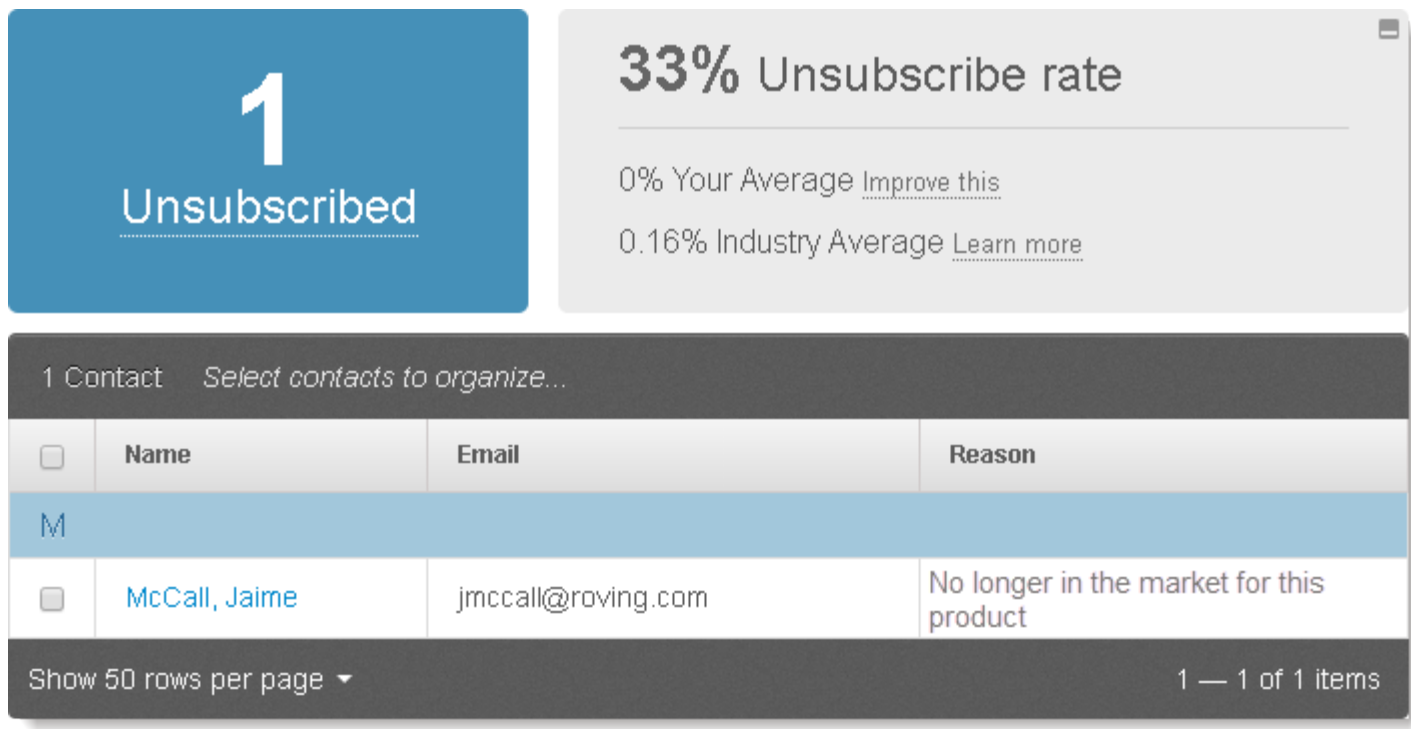 1
Unsubscribed
33% Unsubscribe rate
0% Your Average Improve this
0.16% Industry Average Learn more
1 Contact Select contacts to organize...
Name Email Reason
M
McCall, Jaime jmccall@roving.com No longer in the market for this
product
Show 50 rows per page 1 — 1 of 1 items